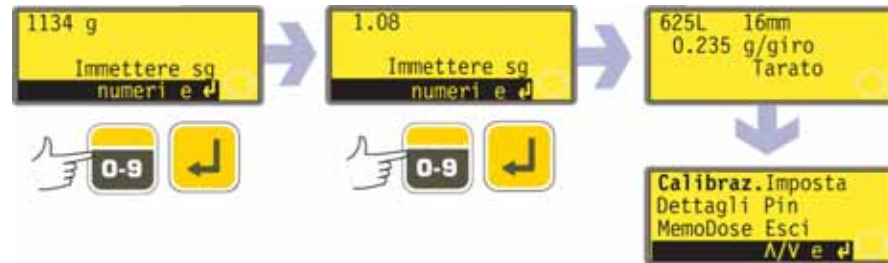 1134 g
Immettere sg
numeri e ↲
0-9
1.08
Immettere sg
numeri e ↲
0-9
625L 16mm
0.235 g/giro
Tarato
Calibraz.Imposta
Dettagli Pin
MemoDose Esci
Λ/V e ↲